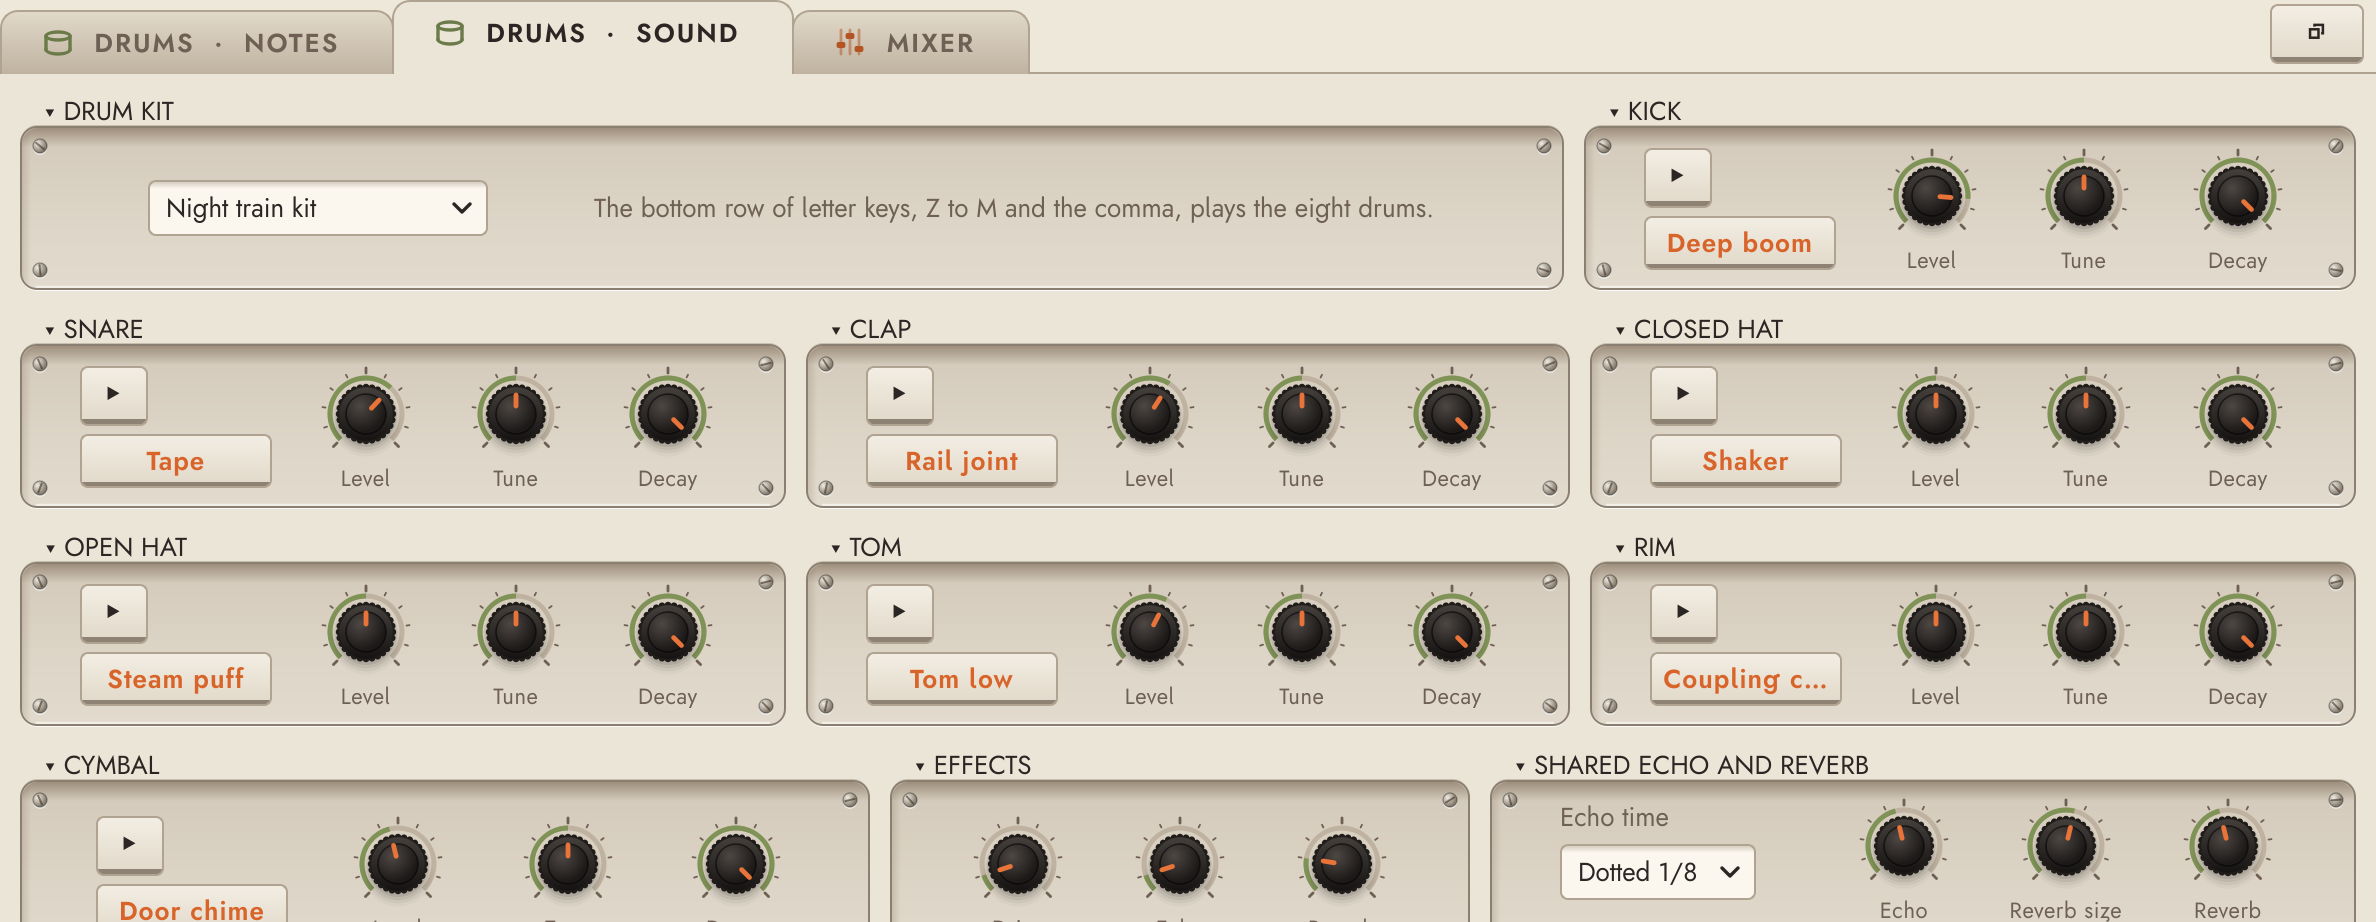 DRUMS · NOTES
DRUMS · SOUND
MIXER
DRUM KIT
Night train kit
The bottom row of letter keys, Z to M and the comma, plays the eight drums.
KICK
Deep boom
Level
Tune
Decay
SNARE
Tape
Level
Tune
Decay
CLAP
Rail joint
Level
Tune
Decay
CLOSED HAT
Shaker
Level
Tune
Decay
OPEN HAT
Steam puff
Level
Tune
Decay
TOM
Tom low
Level
Tune
Decay
RIM
Coupling c...
Level
Tune
Decay
CYMBAL
Door chime
EFFECTS
SHARED ECHO AND REVERB
Echo time
Dotted 1/8
Echo
Reverb size
Reverb